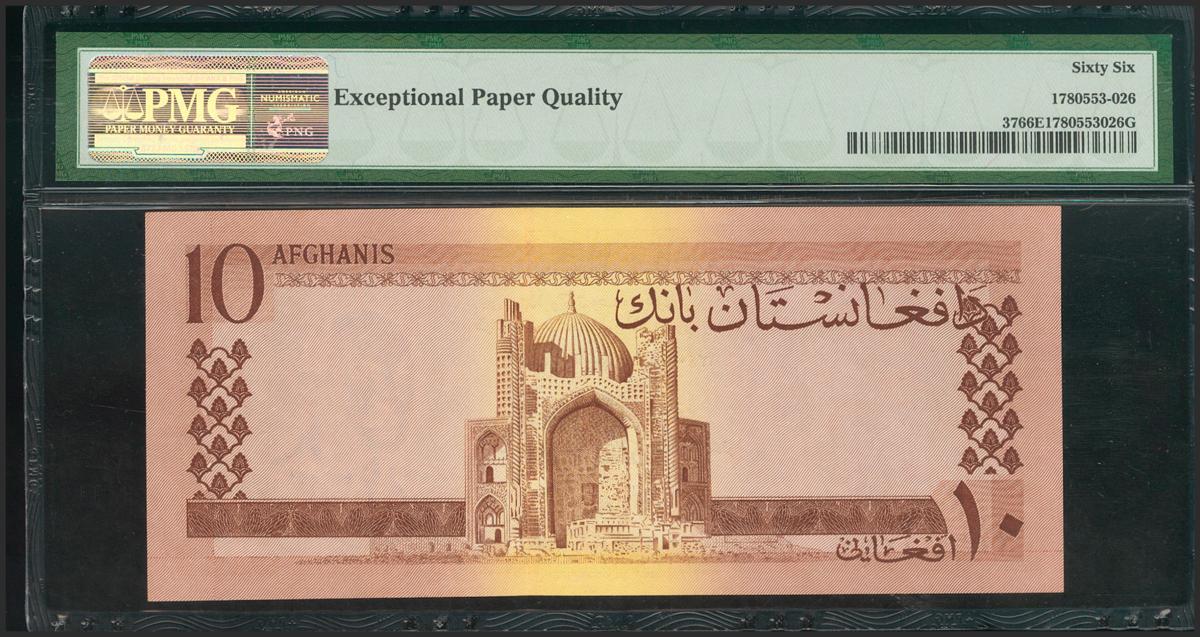 PMG
PAPER MONEY GUARANTY
NUMISMATIC
PNG
Exceptional Paper Quality
Sixty Six
1780553-026
3766E1780553026G
10 AFGHANIS
دافغانستان بانك
۱۰ افغانۍ